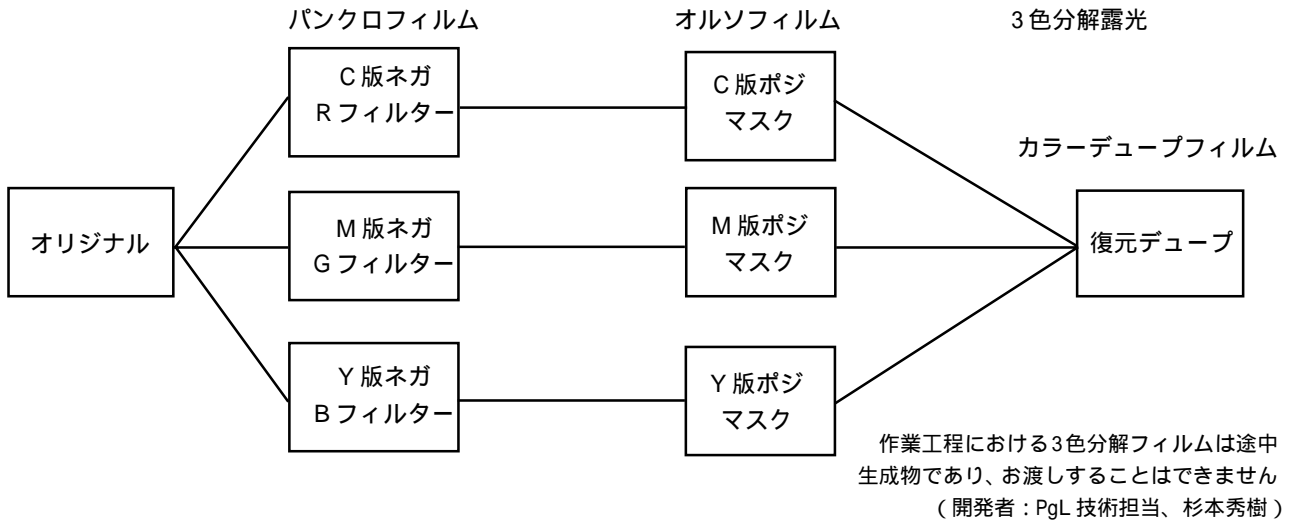 パンクロフィルム
オルソフィルム
3色分解露光
C版ネガ
Rフィルター
C版ポジ
マスク
カラーデュープフィルム
オリジナル
M版ネガ
Gフィルター
M版ポジ
マスク
復元デュープ
Y版ネガ
Bフィルター
Y版ポジ
マスク
作業工程における3色分解フィルムは途中
生成物であり、お渡しすることはできません
(開発者:PgL技術担当、杉本秀樹)